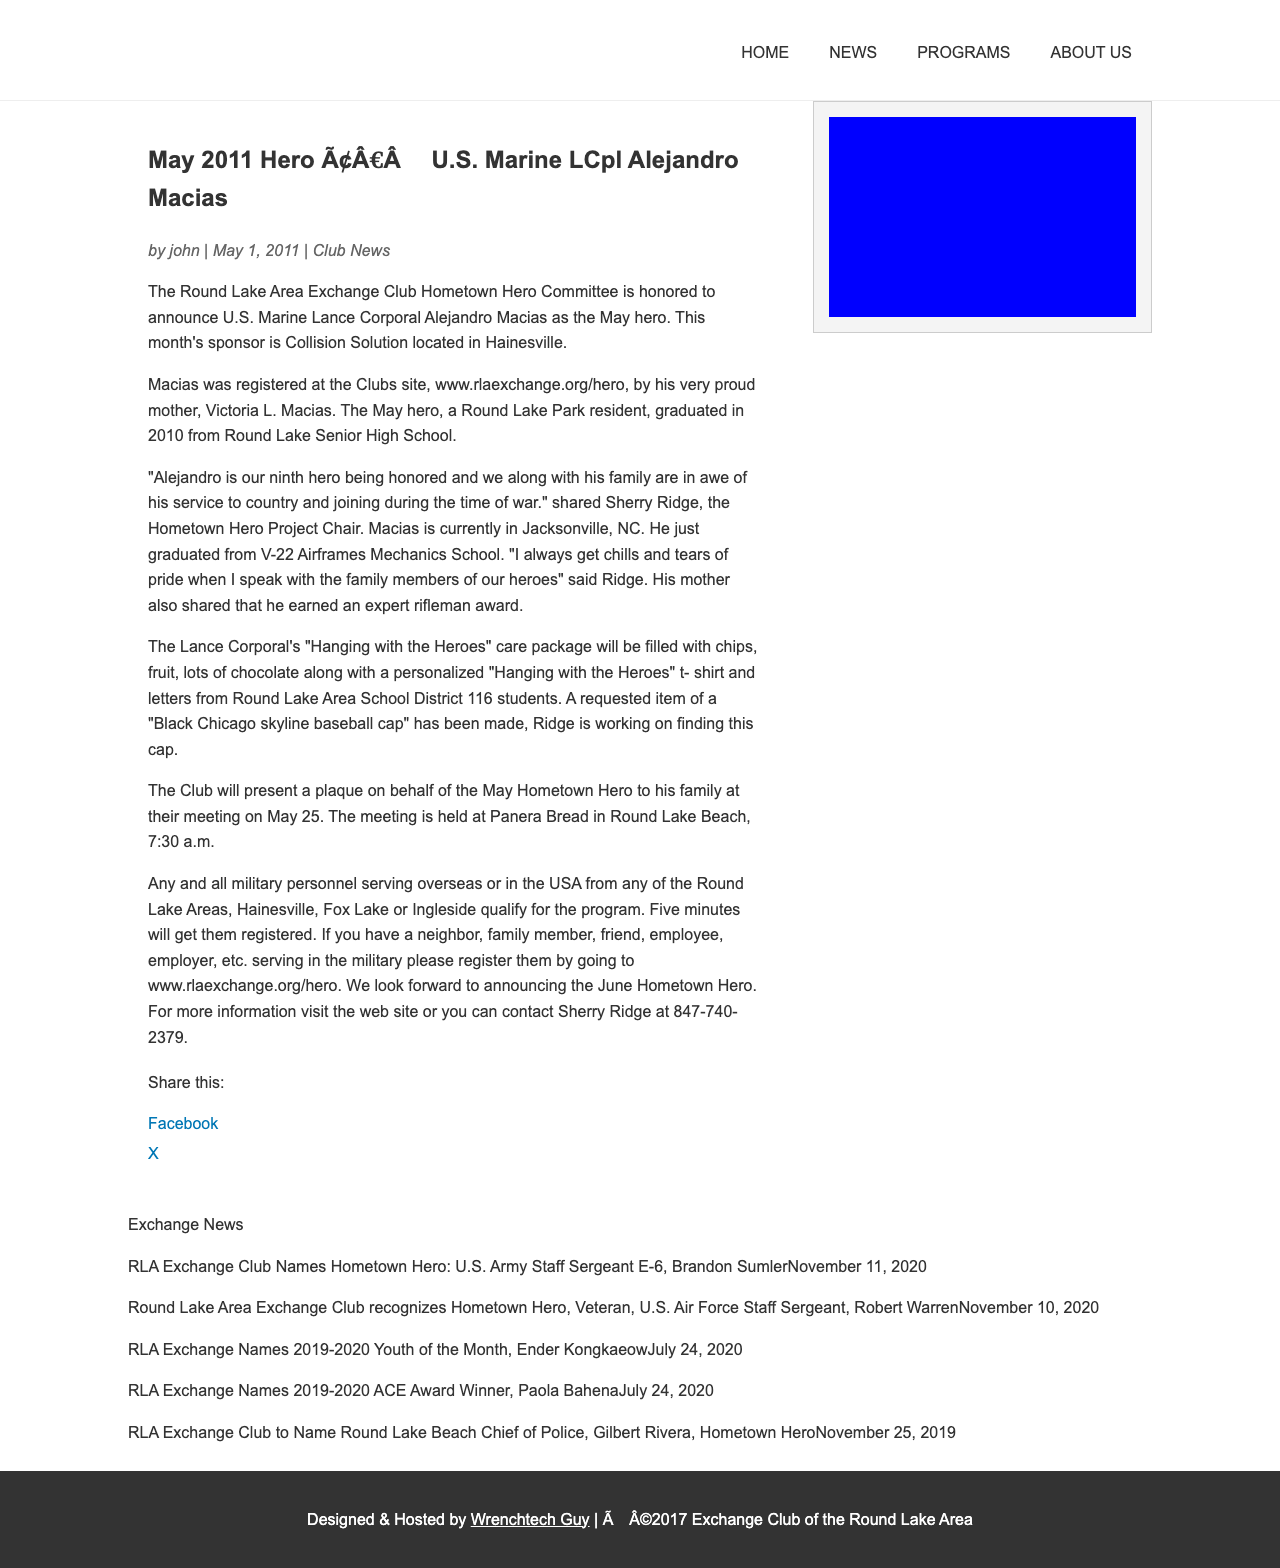 HOME NEWS PROGRAMS ABOUT US
May 2011 Hero Ã¢Â€Â U.S. Marine LCpl Alejandro
Macias
by john | May 1, 2011 | Club News
The Round Lake Area Exchange Club Hometown Hero Committee is honored to
announce U.S. Marine Lance Corporal Alejandro Macias as the May hero. This
month's sponsor is Collision Solution located in Hainesville.
Macias was registered at the Clubs site, www.rlaexchange.org/hero, by his very proud
mother, Victoria L. Macias. The May hero, a Round Lake Park resident, graduated in
2010 from Round Lake Senior High School.
"Alejandro is our ninth hero being honored and we along with his family are in awe of
his service to country and joining during the time of war." shared Sherry Ridge, the
Hometown Hero Project Chair. Macias is currently in Jacksonville, NC. He just
graduated from V-22 Airframes Mechanics School. "I always get chills and tears of
pride when I speak with the family members of our heroes" said Ridge. His mother
also shared that he earned an expert rifleman award.
The Lance Corporal's "Hanging with the Heroes" care package will be filled with chips,
fruit, lots of chocolate along with a personalized "Hanging with the Heroes" t- shirt and
letters from Round Lake Area School District 116 students. A requested item of a
"Black Chicago skyline baseball cap" has been made, Ridge is working on finding this
cap.
The Club will present a plaque on behalf of the May Hometown Hero to his family at
their meeting on May 25. The meeting is held at Panera Bread in Round Lake Beach,
7:30 a.m.
Any and all military personnel serving overseas or in the USA from any of the Round
Lake Areas, Hainesville, Fox Lake or Ingleside qualify for the program. Five minutes
will get them registered. If you have a neighbor, family member, friend, employee,
employer, etc. serving in the military please register them by going to
www.rlaexchange.org/hero. We look forward to announcing the June Hometown Hero.
For more information visit the web site or you can contact Sherry Ridge at 847-740-
2379.
Share this:
Facebook
X
Exchange News
RLA Exchange Club Names Hometown Hero: U.S. Army Staff Sergeant E-6, Brandon SumlerNovember 11, 2020
Round Lake Area Exchange Club recognizes Hometown Hero, Veteran, U.S. Air Force Staff Sergeant, Robert WarrenNovember 10, 2020
RLA Exchange Names 2019-2020 Youth of the Month, Ender KongkaeowJuly 24, 2020
RLA Exchange Names 2019-2020 ACE Award Winner, Paola BahenaJuly 24, 2020
RLA Exchange Club to Name Round Lake Beach Chief of Police, Gilbert Rivera, Hometown HeroNovember 25, 2019
Designed & Hosted by Wrenchtech Guy | Ã Â©2017 Exchange Club of the Round Lake Area